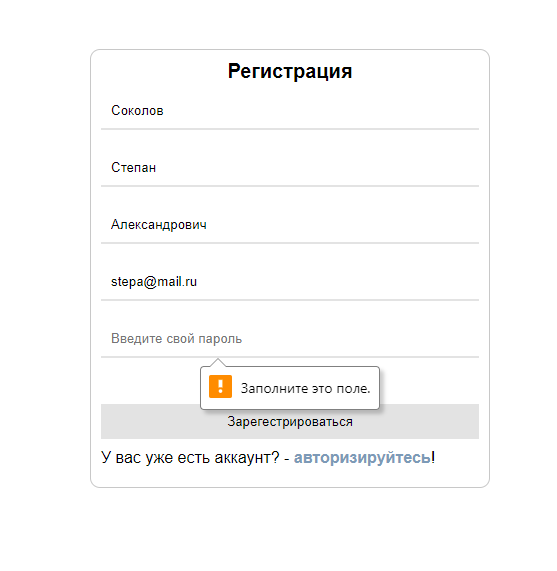 Регистрация
Соколов
Степан
Александрович
stepa@mail.ru
Введите свой пароль
Заполните это поле.
Зарегестрироваться
У вас уже есть аккаунт? - авторизируйтесь!